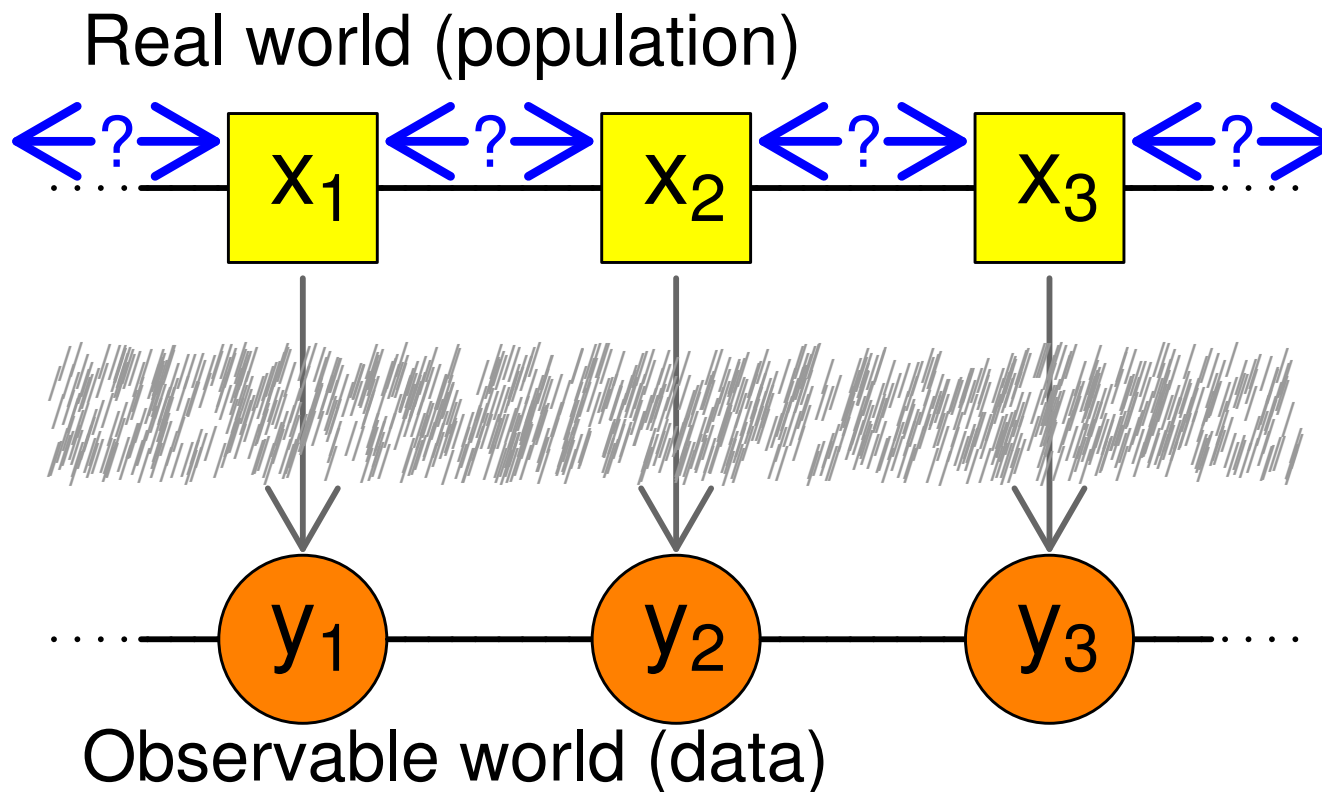 Real world (population)
? ? ? ?
x1 x2 x3
y1 y2 y3
Observable world (data)